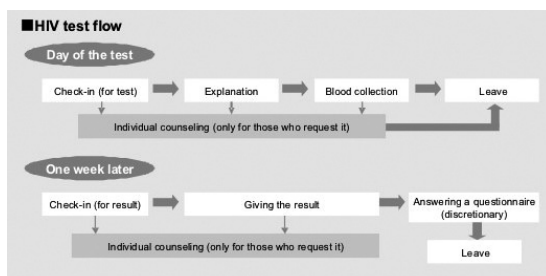 ■HIV test flow
Day of the test
Check-in (for test)
Explanation
Blood collection
Leave
Individual counseling (only for those who request it)
One week later
Check-in (for result)
Giving the result
Answering a questionnaire
(discretionary)
Individual counseling (only for those who request it)
Leave